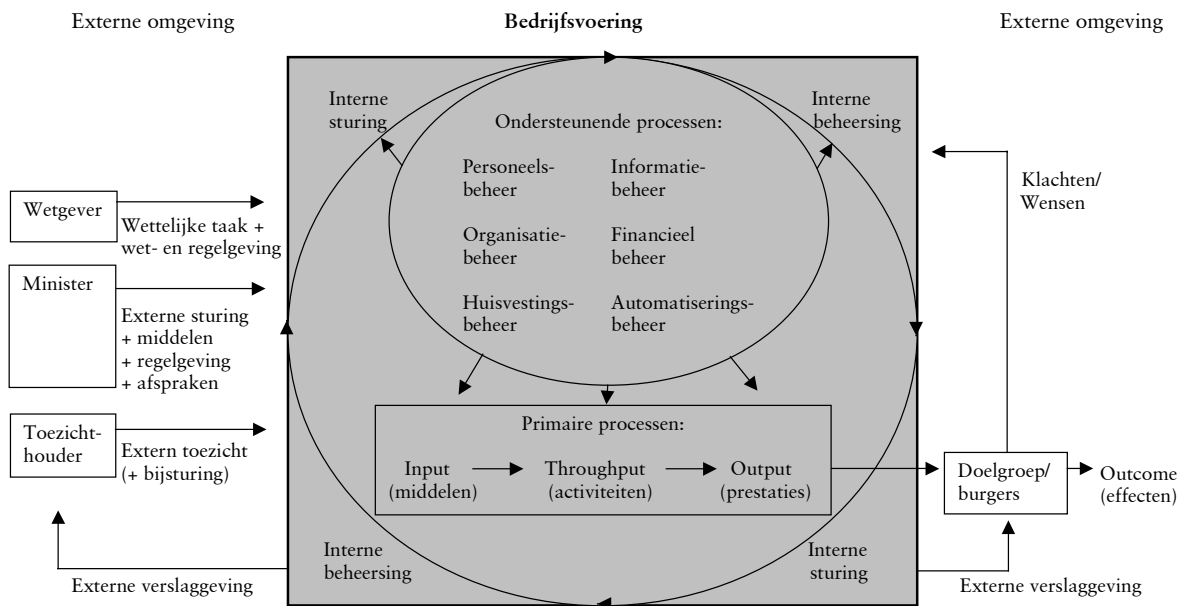 Externe omgeving
Bedrijfsvoering
Externe omgeving
Interne
sturing
Interne
beheersing
Ondersteunende processen:
Personeels-
beheer
Informatie-
beheer
Organisatie-
beheer
Financieel
beheer
Huisvestings-
beheer
Automatiserings-
beheer
Wetgever
Wettelijke taak +
wet- en regelgeving
Minister
Externe sturing
+ middelen
+ regelgeving
+ afspraken
Toezicht-
houder
Extern toezicht
(+ bijsturing)
Klachten/
Wensen
Primaire processen:
Input
(middelen)
Throughput
(activiteiten)
Output
(prestaties)
Doelgroep/
burgers
Outcome
(effecten)
Interne
beheersing
Interne
sturing
Externe verslaggeving
Externe verslaggeving